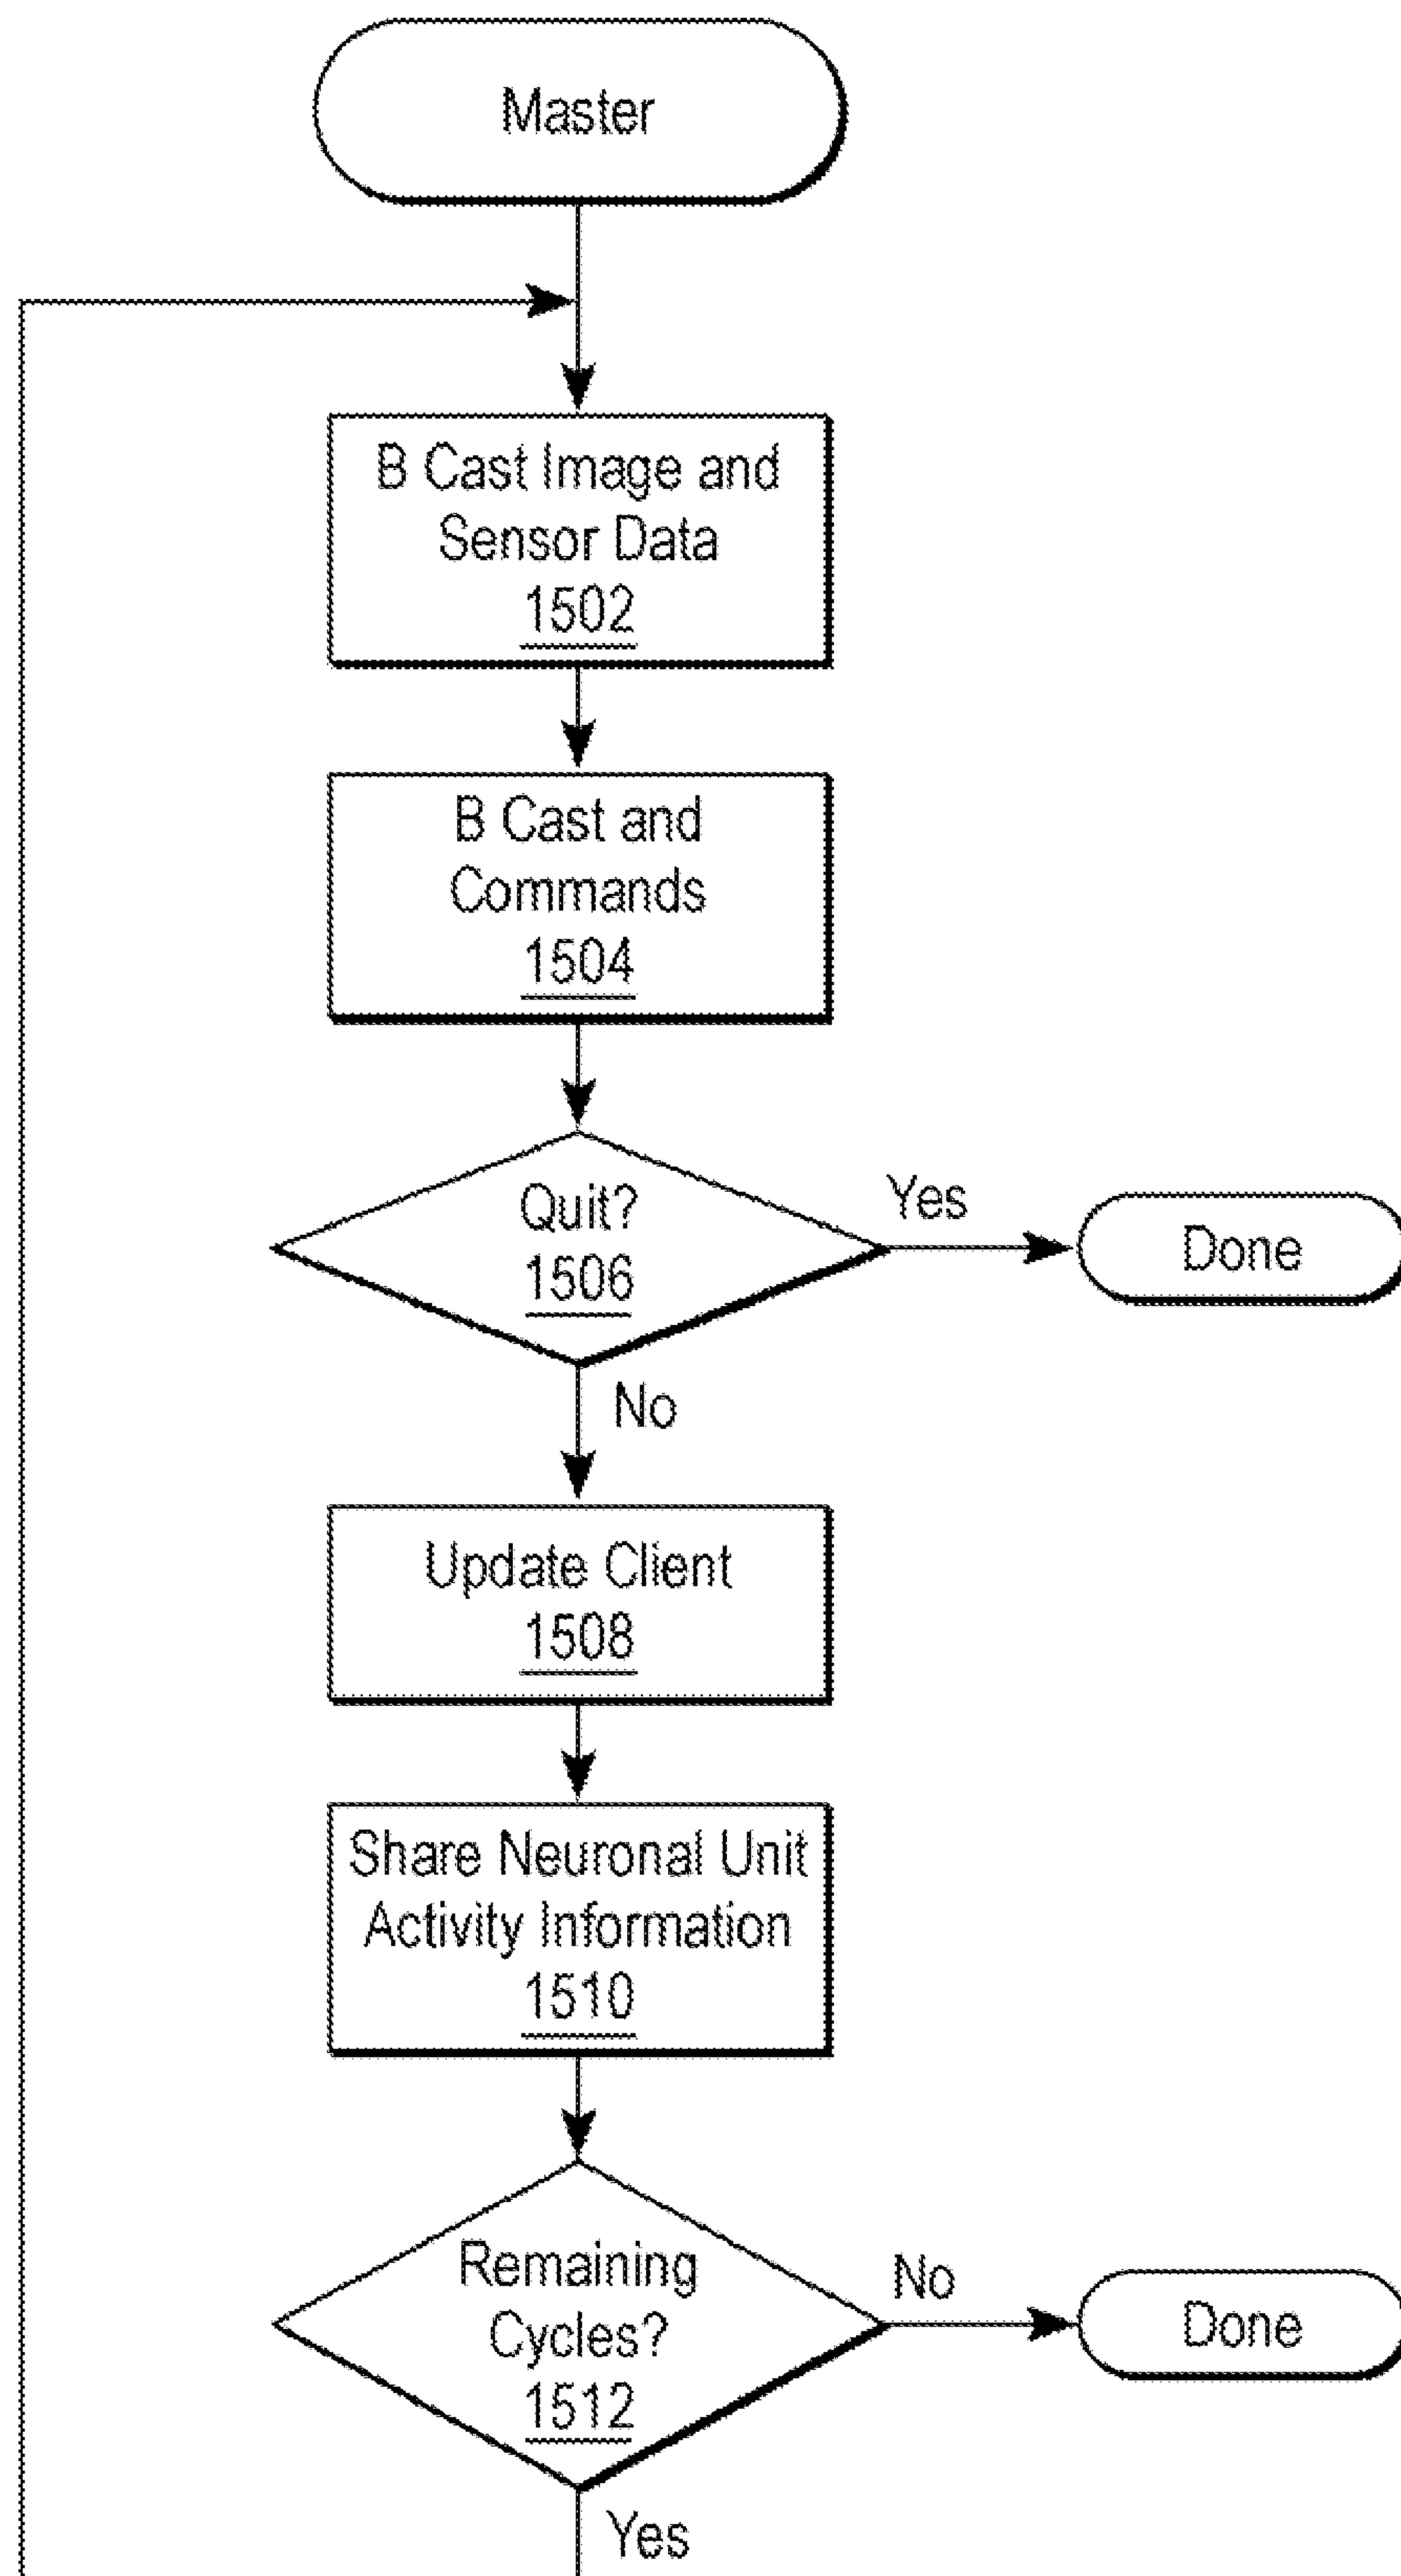 Master
B Cast Image and
Sensor Data
1502
B Cast and
Commands
1504
Quit?
1506
Yes
Done
No
Update Client
1508
Share Neuronal Unit
Activity Information
1510
Remaining
Cycles?
1512
No
Done
Yes